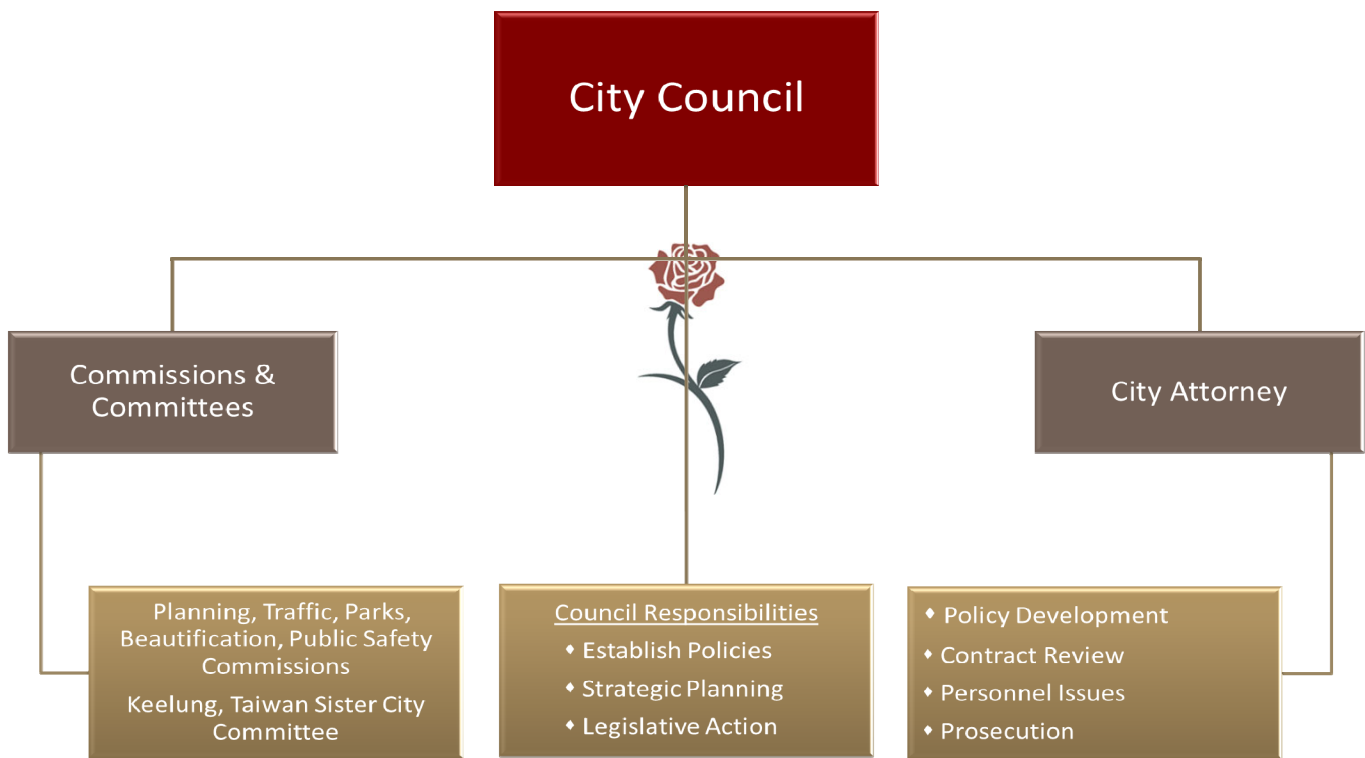 City Council
Commissions &
Committees
City Attorney
Planning, Traffic, Parks,
Beautification, Public Safety
Commissions
Keelung, Taiwan Sister City
Committee
Council Responsibilities
⬥ Establish Policies
⬥ Strategic Planning
⬥ Legislative Action
⬥ Policy Development
⬥ Contract Review
⬥ Personnel Issues
⬥ Prosecution